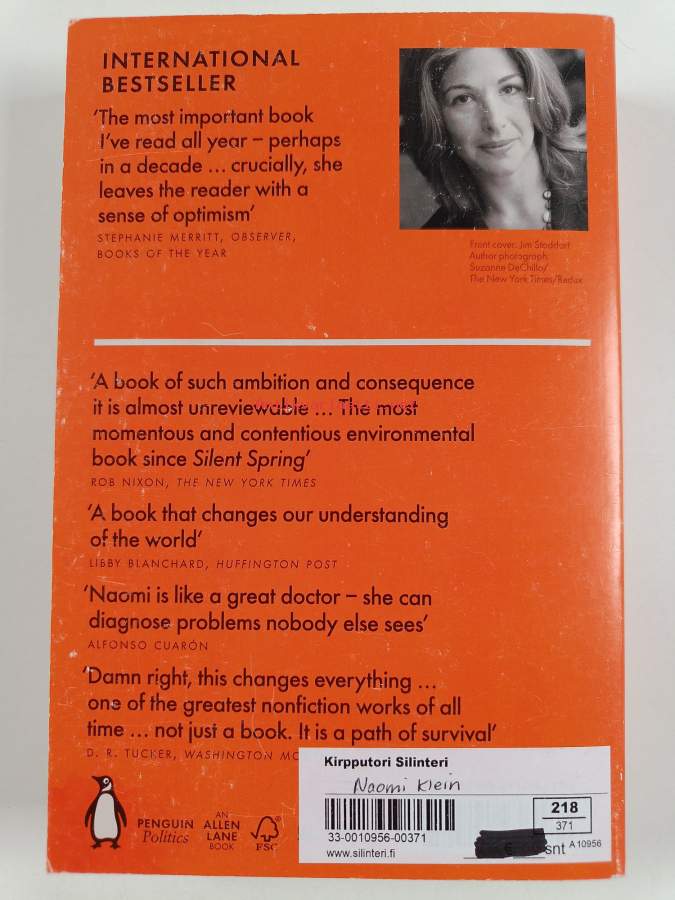 INTERNATIONAL
BESTSELLER
‘The most important book
I’ve read all year – perhaps
in a decade ... crucially, she
leaves the reader with a
sense of optimism’
STEPHANIE MERRITT, OBSERVER,
BOOKS OF THE YEAR
Front cover: Jim Stoddart
Author photograph:
Suzanne DeChillo/
The New York Times/Redux
‘A book of such ambition and consequence
it is almost unreviewable ... The most
momentous and contentious environmental
book since Silent Spring’
ROB NIXON, THE NEW YORK TIMES
‘A book that changes our understanding
of the world’
LIBBY BLANCHARD, HUFFINGTON POST
‘Naomi is like a great doctor – she can
diagnose problems nobody else sees’
ALFONSO CUARÓN
‘Damn right, this changes everything ...
one of the greatest nonfiction works of all
time ... not just a book. It is a path of survival’
D. R. TUCKER, WASHINGTON
PENGUIN
Politics
AN
ALLEN
LANE
BOOK
FSC
Kirpputori Silinteri
Naomi Klein
218
371
33-0010956-00371
www.silinteri.fi
snt A10956